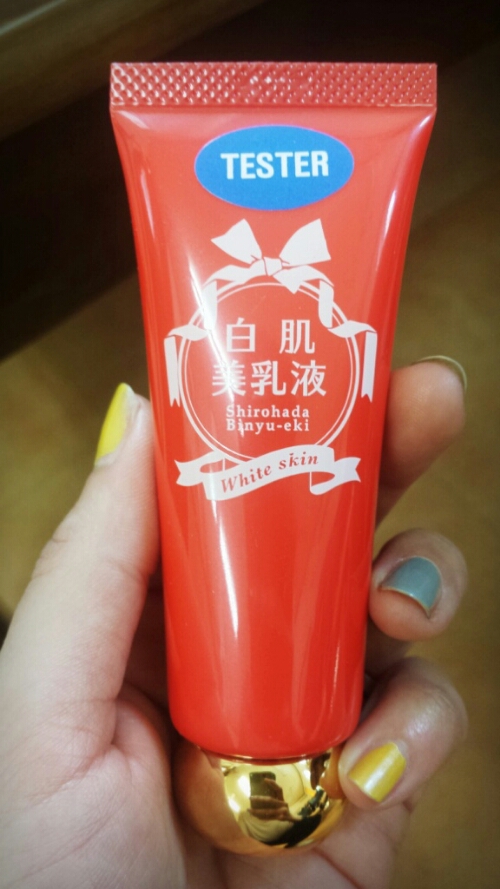 TESTER
白肌
美乳液
Shirohada
Binyu-eki
White skin